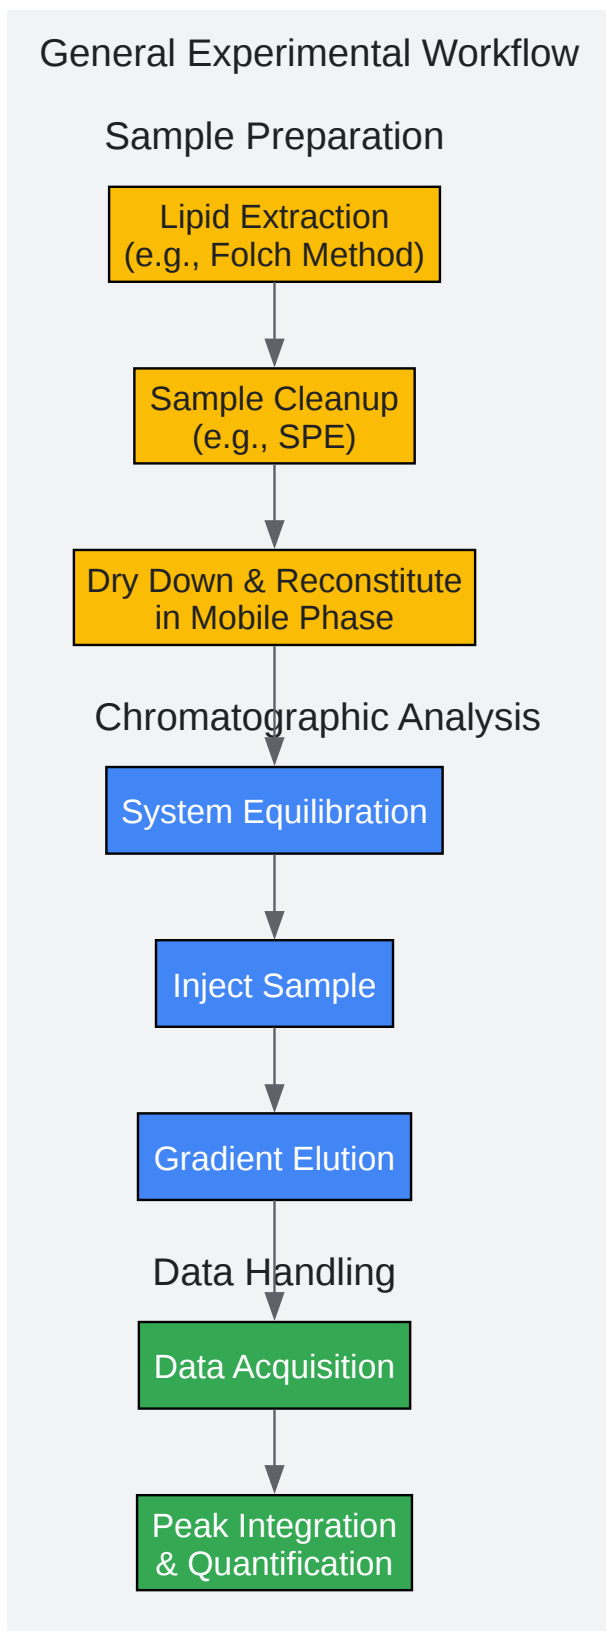 General Experimental Workflow
Sample Preparation
Lipid Extraction
(e.g., Folch Method)
Sample Cleanup
(e.g., SPE)
Dry Down & Reconstitute
in Mobile Phase
Chromatographic Analysis
System Equilibration
Inject Sample
Gradient Elution
Data Handling
Data Acquisition
Peak Integration
& Quantification